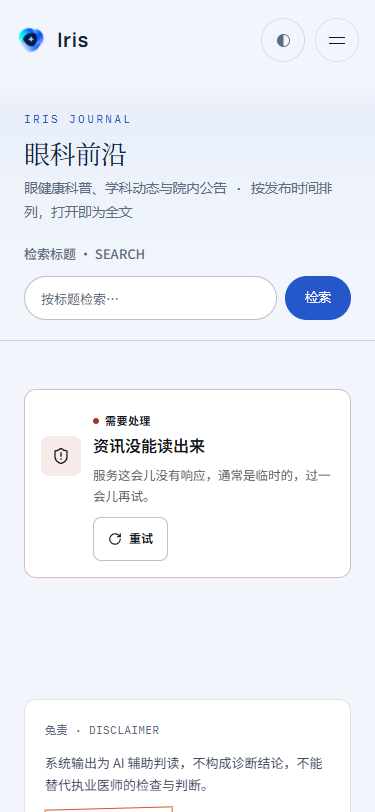 Iris
IRIS JOURNAL
眼科前沿
眼健康科普、学科动态与院内公告 · 按发布时间排
列，打开即为全文
检索标题 · SEARCH
按标题检索…
检索
需要处理
资讯没能读出来
服务这会儿没有响应，通常是临时的，过一
会儿再试。
重试
免责 · DISCLAIMER
系统输出为 AI 辅助判读，不构成诊断结论，不能
替代执业医师的检查与判断。